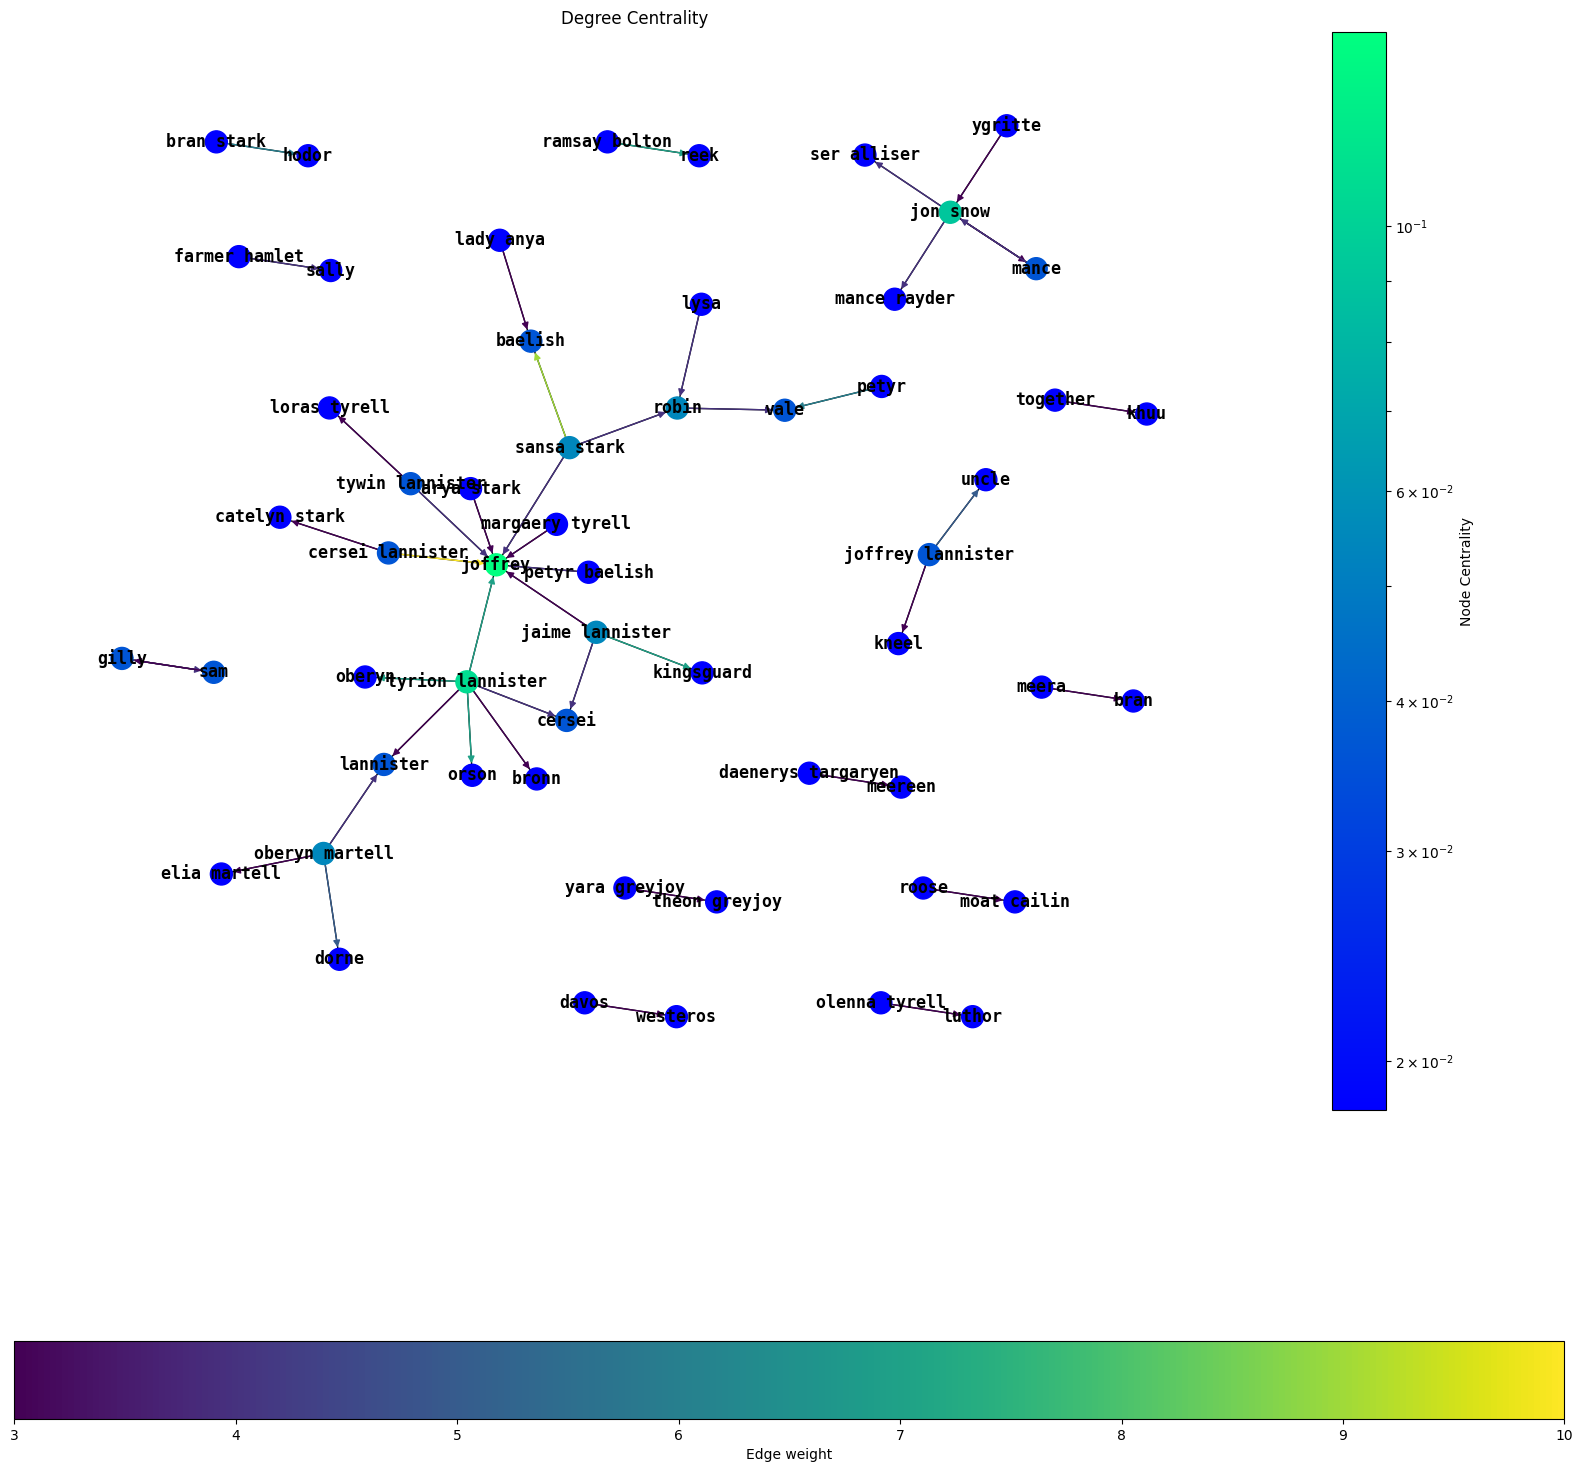 Degree Centrality
ygritte
bran stark
ramsay bolton
hodor
reek
ser alliser
jon snow
lady anya
farmer hamlet
sally
mance
mance rayder
lysa
baelish
petyr
together
khuu
loras tyrell
robin
vale
sansa stark
tywin lannister
arya stark
uncle
catelyn stark
margaery tyrell
cersei lannister
joffrey
petyr baelish
joffrey lannister
jaime lannister
kneel
gilly
sam
oberyn
tyrion lannister
kingsguard
meera
bran
cersei
lannister
orson
bronn
daenerys targaryen
meereen
oberyn martell
elia martell
yara greyjoy
theon greyjoy
roose
moat cailin
dorne
davos
westeros
olenna tyrell
luthor
10⁻¹
6 × 10⁻²
4 × 10⁻²
3 × 10⁻²
2 × 10⁻²
Node Centrality
3 4 5 6 7 8 9 10
Edge weight